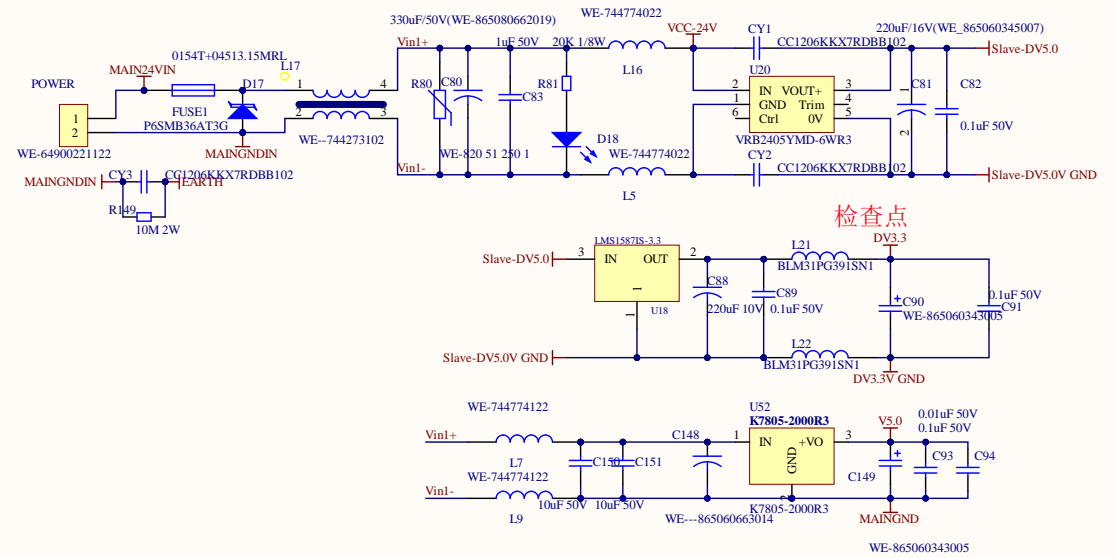 330uF/50V(WE-865080662019)
WE-744774022
VCC-24V
CY1
220uF/16V(WE_865060345007)
Vin1+
1uF 50V
20K 1/8W
CC1206KKX7RDBB102
Slave-DV5.0
0154T+04513.15MRL
L17
L16
U20
MAIN24VIN
POWER
D17
1
4
R80
C80
C83
R81
2
IN
VOUT+
3
1
GND
Trim
4
6
Ctrl
0V
5
C81
C82
1
2
0.1uF 50V
1
2
FUSE1
P6SMB36AT3G
2
3
D18
VRB2405YMD-6WR3
WE-64900221122
MAINGNDIN
WE--744273102
WE-820 51 250 1
WE-744774022
CY2
Vin1-
CC1206KKX7RDBB102
Slave-DV5.0V GND
L5
MAINGNDIN
CY3
CC1206KKX7RDBB102
EARTH
R149
10M 2W
检查点
LMS1587IS-3.3
L21
DV3.3
Slave-DV5.0
3
IN
OUT
2
BLM31PG391SN1
C88
C89
C90
0.1uF 50V
C91
1
1
U18
220uF 10V
0.1uF 50V
WE-865060343005
L22
Slave-DV5.0V GND
BLM31PG391SN1
DV3.3V GND
WE-744774122
U52
K7805-2000R3
V5.0
0.01uF 50V
0.1uF 50V
Vin1+
C148
1
IN
+VO
3
GND
L7
C150
C151
C149
C93
C94
WE-744774122
Vin1-
2
10uF 50V
10uF 50V
K7805-2000R3
L9
WE---865060663014
MAINGND
WE-865060343005